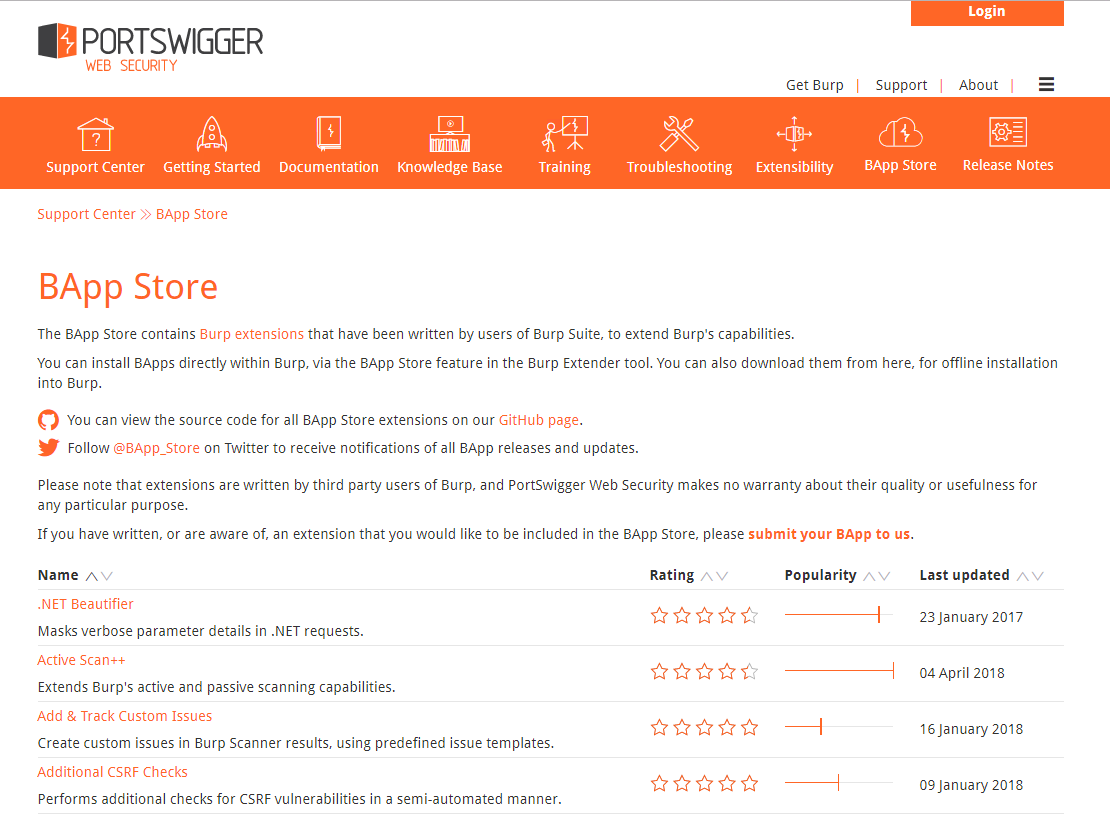 Login
PORTSWIGGER
WEB SECURITY
Get Burp | Support | About |
Support Center Getting Started Documentation Knowledge Base Training Troubleshooting Extensibility BApp Store Release Notes
Support Center BApp Store
BApp Store
The BApp Store contains Burp extensions that have been written by users of Burp Suite, to extend Burp's capabilities.
You can install BApps directly within Burp, via the BApp Store feature in the Burp Extender tool. You can also download them from here, for offline installation
into Burp.
You can view the source code for all BApp Store extensions on our GitHub page.
Follow @BApp_Store on Twitter to receive notifications of all BApp releases and updates.
Please note that extensions are written by third party users of Burp, and PortSwigger Web Security makes no warranty about their quality or usefulness for
any particular purpose.
If you have written, or are aware of, an extension that you would like to be included in the BApp Store, please submit your BApp to us.
Name Rating Popularity Last updated
.NET Beautifier
Masks verbose parameter details in .NET requests.
23 January 2017
Active Scan++
Extends Burp's active and passive scanning capabilities.
04 April 2018
Add & Track Custom Issues
Create custom issues in Burp Scanner results, using predefined issue templates.
16 January 2018
Additional CSRF Checks
Performs additional checks for CSRF vulnerabilities in a semi-automated manner.
09 January 2018